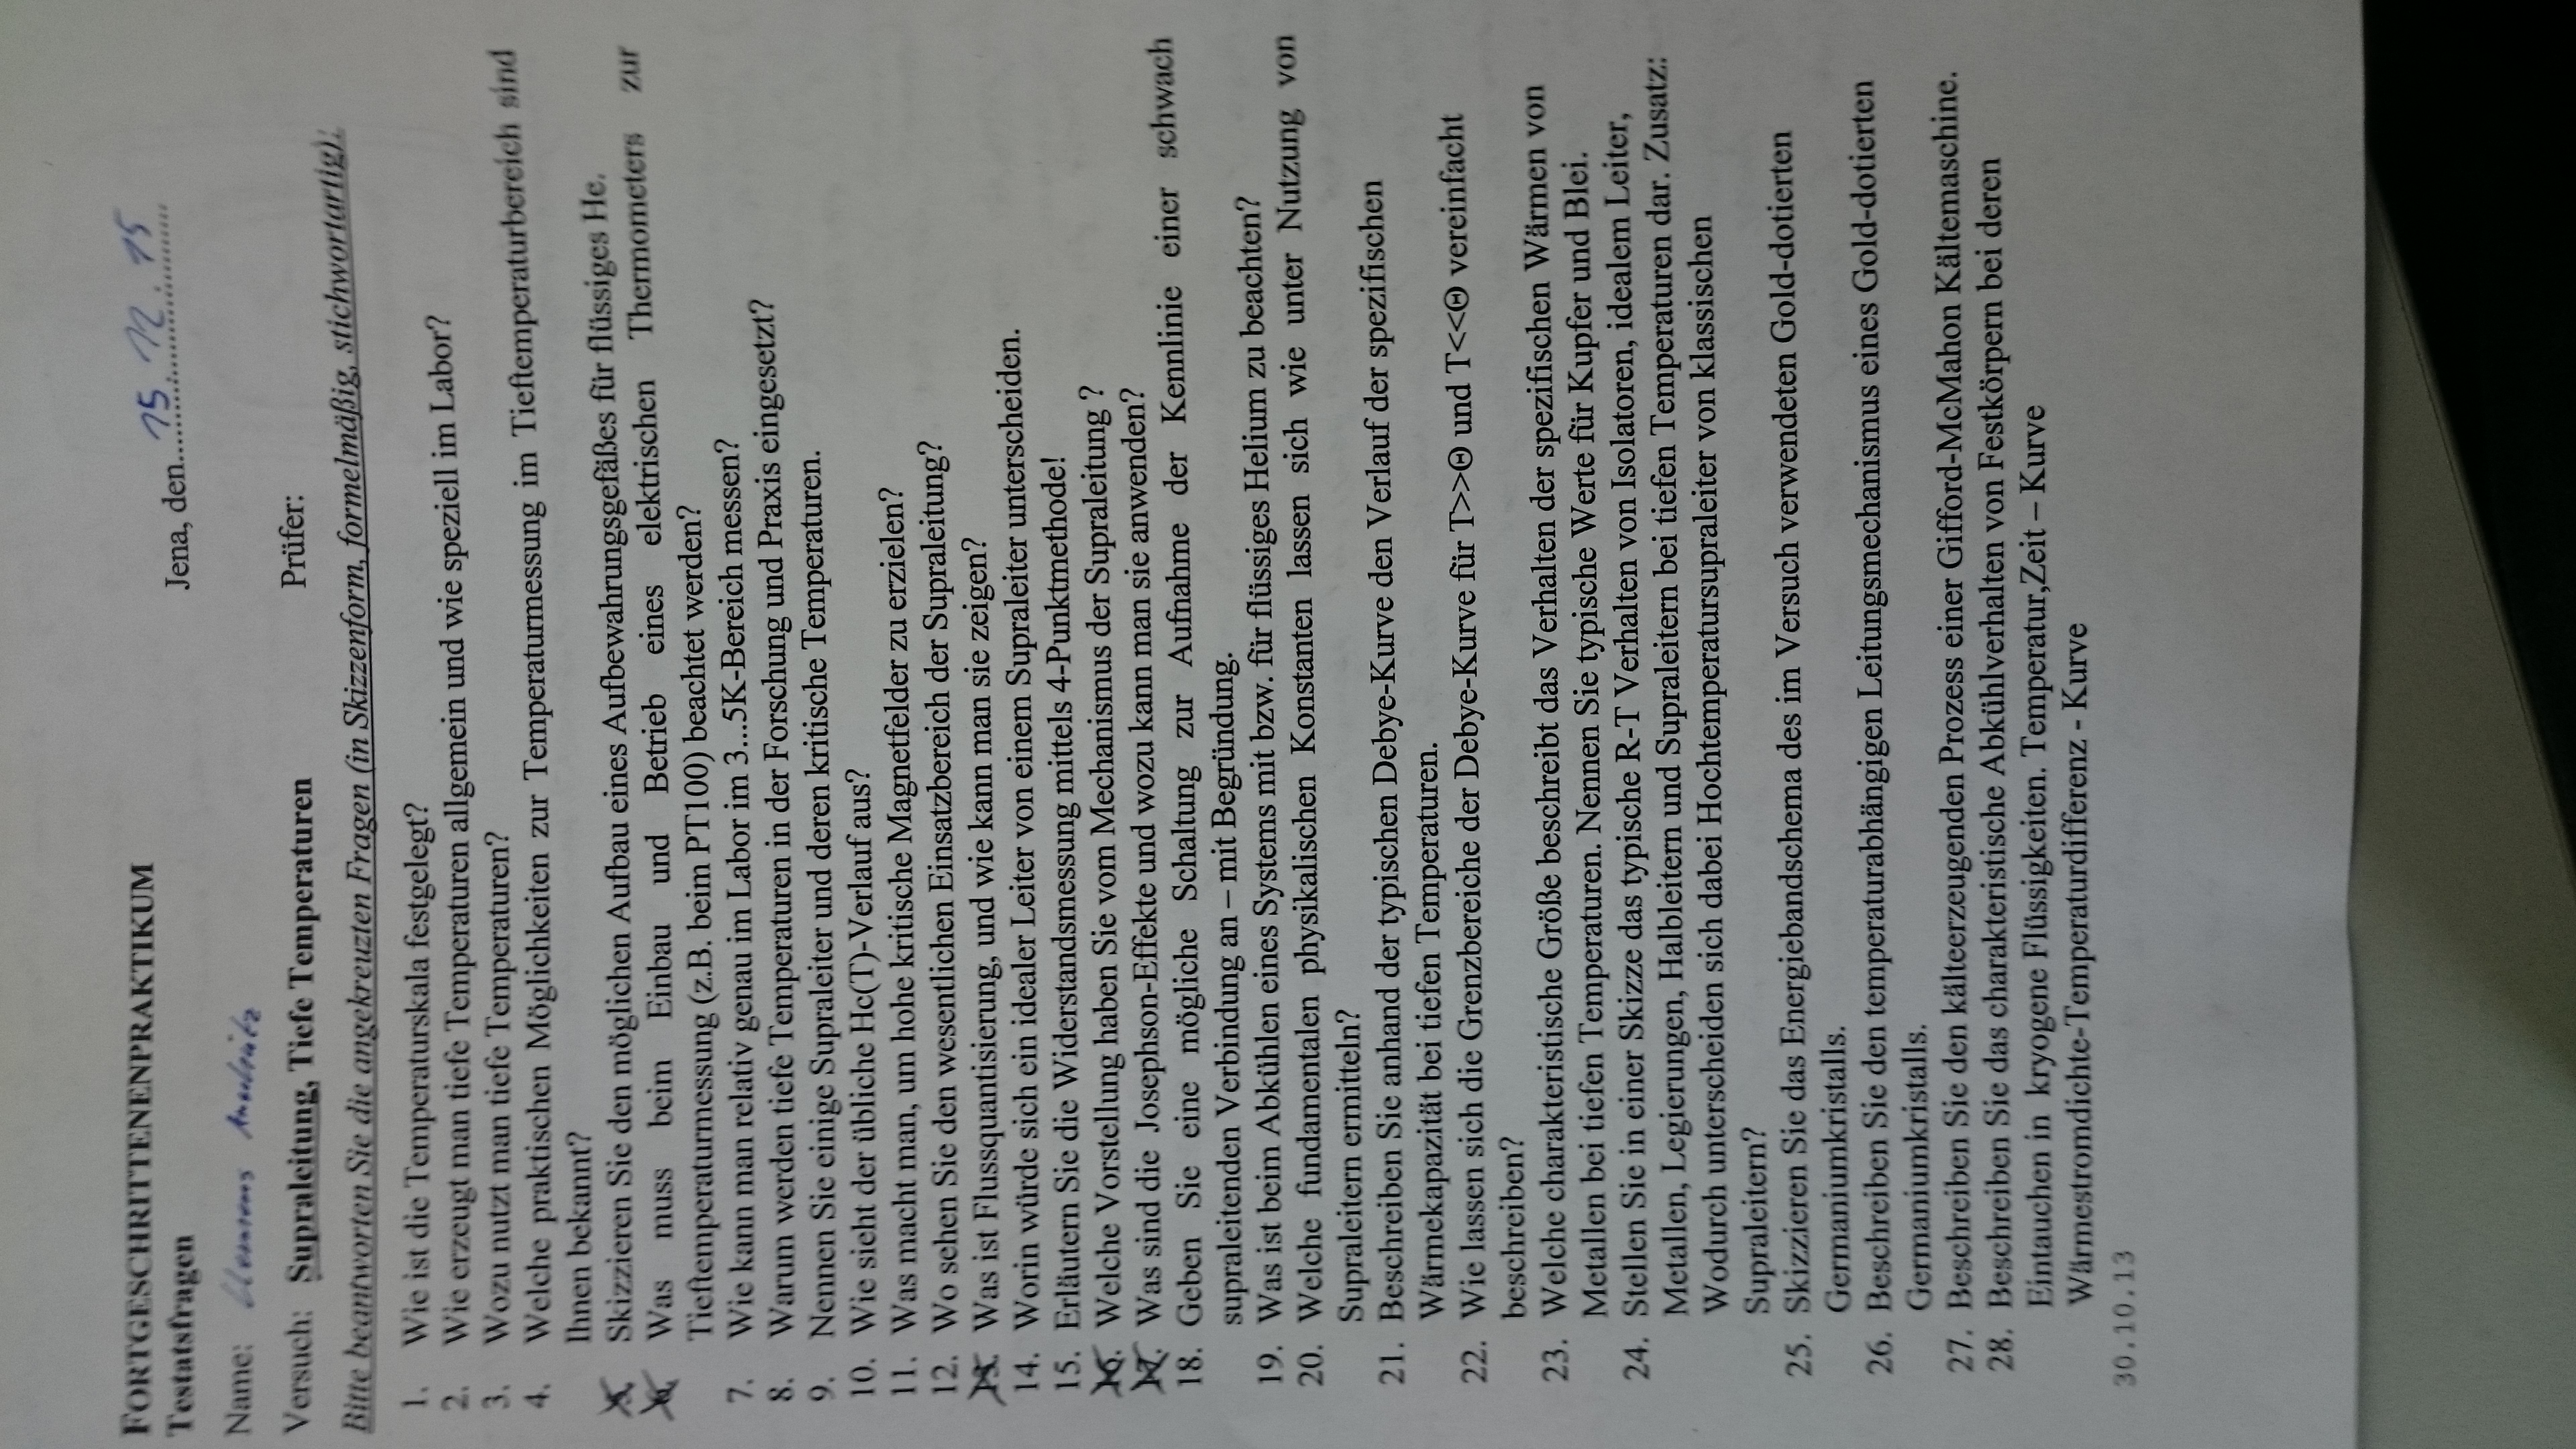 FORTGESCHRITTENENPRAKTIKUM
Testatsfragen
Jena, den 15 12 15
Name: Clemens
Versuch: Supraleitung, Tiefe Temperaturen
Prüfer:
Bitte beantworten Sie die angekreuzten Fragen (in Skizzenform, formelmäßig, stichwortartig):
1. Wie ist die Temperaturskala festgelegt?
2. Wie erzeugt man tiefe Temperaturen allgemein und wie speziell im Labor?
3. Wozu nutzt man tiefe Temperaturen?
4. Welche praktischen Möglichkeiten zur Temperaturmessung im Tieftemperaturbereich sind
Ihnen bekannt?
5. Skizzieren Sie den möglichen Aufbau eines Aufbewahrungsgefäßes für flüssiges He.
6. Was muss beim Einbau und Betrieb eines elektrischen Thermometers zur
Tieftemperaturmessung (z.B. beim PT100) beachtet werden?
7. Wie kann man relativ genau im Labor im 3...5K-Bereich messen?
8. Warum werden tiefe Temperaturen in der Forschung und Praxis eingesetzt?
9. Nennen Sie einige Supraleiter und deren kritische Temperaturen.
10. Wie sieht der übliche Hc(T)-Verlauf aus?
11. Was macht man, um hohe kritische Magnetfelder zu erzielen?
12. Wo sehen Sie den wesentlichen Einsatzbereich der Supraleitung?
13. Was ist Flussquantisierung, und wie kann man sie zeigen?
14. Worin würde sich ein idealer Leiter von einem Supraleiter unterscheiden.
15. Erläutern Sie die Widerstandsmessung mittels 4-Punktmethode!
16. Welche Vorstellung haben Sie vom Mechanismus der Supraleitung ?
17. Was sind die Josephson-Effekte und wozu kann man sie anwenden?
18. Geben Sie eine mögliche Schaltung zur Aufnahme der Kennlinie einer schwach
supraleitenden Verbindung an – mit Begründung.
19. Was ist beim Abkühlen eines Systems mit bzw. für flüssiges Helium zu beachten?
20. Welche fundamentalen physikalischen Konstanten lassen sich wie unter Nutzung von
Supraleitern ermitteln?
21. Beschreiben Sie anhand der typischen Debye-Kurve den Verlauf der spezifischen
Wärmekapazität bei tiefen Temperaturen.
22. Wie lassen sich die Grenzbereiche der Debye-Kurve für T>>Θ und T<<Θ vereinfacht
beschreiben?
23. Welche charakteristische Größe beschreibt das Verhalten der spezifischen Wärmen von
Metallen bei tiefen Temperaturen. Nennen Sie typische Werte für Kupfer und Blei.
24. Stellen Sie in einer Skizze das typische R-T Verhalten von Isolatoren, idealem Leiter,
Metallen, Legierungen, Halbleitern und Supraleitern bei tiefen Temperaturen dar. Zusatz:
Wodurch unterscheiden sich dabei Hochtemperatursupraleiter von klassischen
Supraleitern?
25. Skizzieren Sie das Energiebandschema des im Versuch verwendeten Gold-dotierten
Germaniumkristalls.
26. Beschreiben Sie den temperaturabhängigen Leitungsmechanismus eines Gold-dotierten
Germaniumkristalls.
27. Beschreiben Sie den kälteerzeugenden Prozess einer Gifford-McMahon Kältemaschine.
28. Beschreiben Sie das charakteristische Abkühlverhalten von Festkörpern bei deren
Eintauchen in kryogene Flüssigkeiten. Temperatur,Zeit – Kurve
Wärmestromdichte-Temperaturdifferenz - Kurve
30.10.13